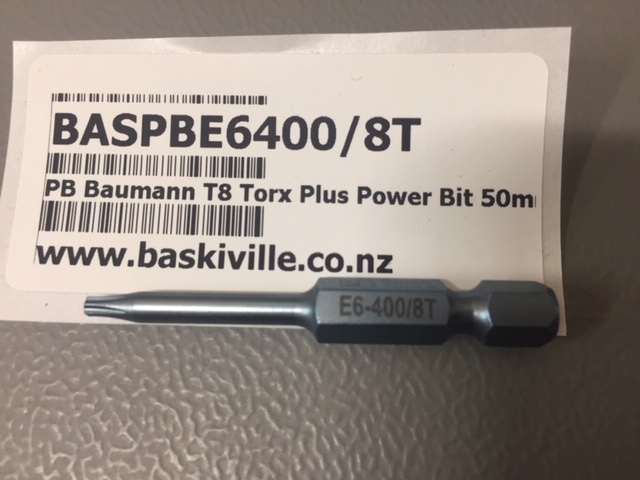 BASPBE6400/8T
PB Baumann T8 Torx Plus Power Bit 50m
www.baskiville.co.nz
E6-400/8T